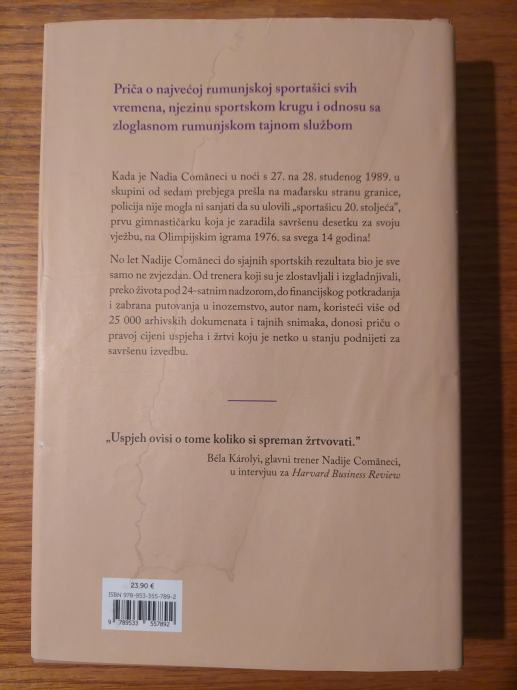 Priča o najvećoj rumunjskoj sportašici svih
vremena, njezinu sportskom krugu i odnosu sa
zloglasnom rumunjskom tajnom službom
Kada je Nadia Comăneci u noći s 27. na 28. studenog 1989. u
skupini od sedam prebjega prešla na mađarsku stranu granice,
policija nije mogla ni sanjati da su ulovili „sportašicu 20. stoljeća”,
prvu gimnastičarku koja je zaradila savršenu desetku za svoju
vježbu, na Olimpijskim igrama 1976. sa svega 14 godina!
No let Nadije Comăneci do sjajnih sportskih rezultata bio je sve
samo ne zvjezdan. Od trenera koji su je zlostavljali i izgladnjivali,
preko života pod 24-satnim nadzorom, do financijskog potkradanja
i zabrana putovanja u inozemstvo, autor nam, koristeći više od
25 000 arhivskih dokumenata i tajnih snimaka, donosi priču o
pravoj cijeni uspjeha i žrtvi koju je netko u stanju podnijeti za
savršenu izvedbu.
„Uspjeh ovisi o tome koliko si spreman žrtvovati.”
Béla Károlyi, glavni trener Nadije Comăneci,
u intervjuu za Harvard Business Review
23,90 €
ISBN 978-953-355-789-2
9 789533 557892